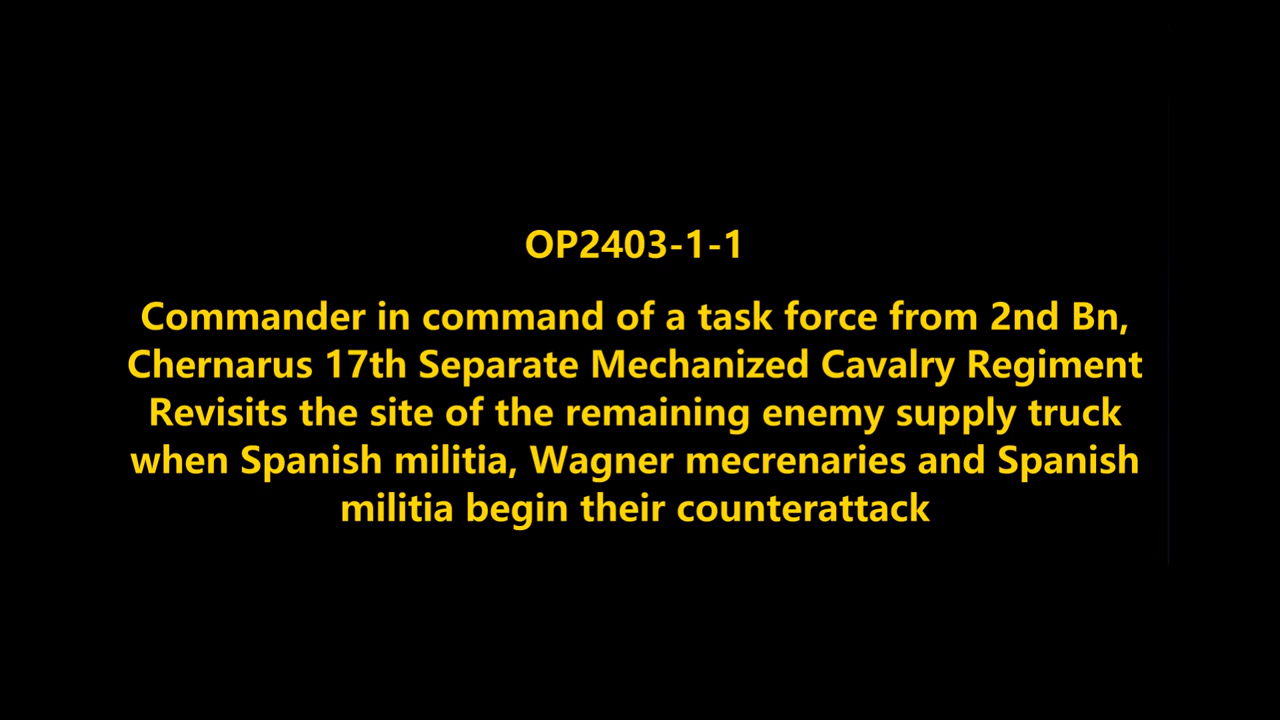 OP2403-1-1
Commander in command of a task force from 2nd Bn,
Chernarus 17th Separate Mechanized Cavalry Regiment
Revisits the site of the remaining enemy supply truck
when Spanish militia, Wagner mecrenaries and Spanish
militia begin their counterattack